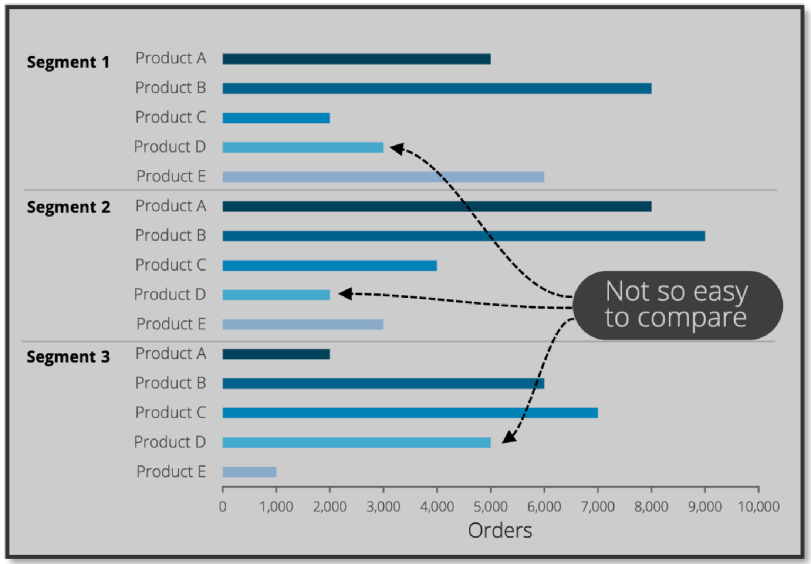 Segment 1
Product A
Product B
Product C
Product D
Product E
Segment 2
Product A
Product B
Product C
Product D
Product E
Not so easy
to compare
Segment 3
Product A
Product B
Product C
Product D
Product E
0 1,000 2,000 3,000 4,000 5,000 6,000 7,000 8,000 9,000 10,000
Orders